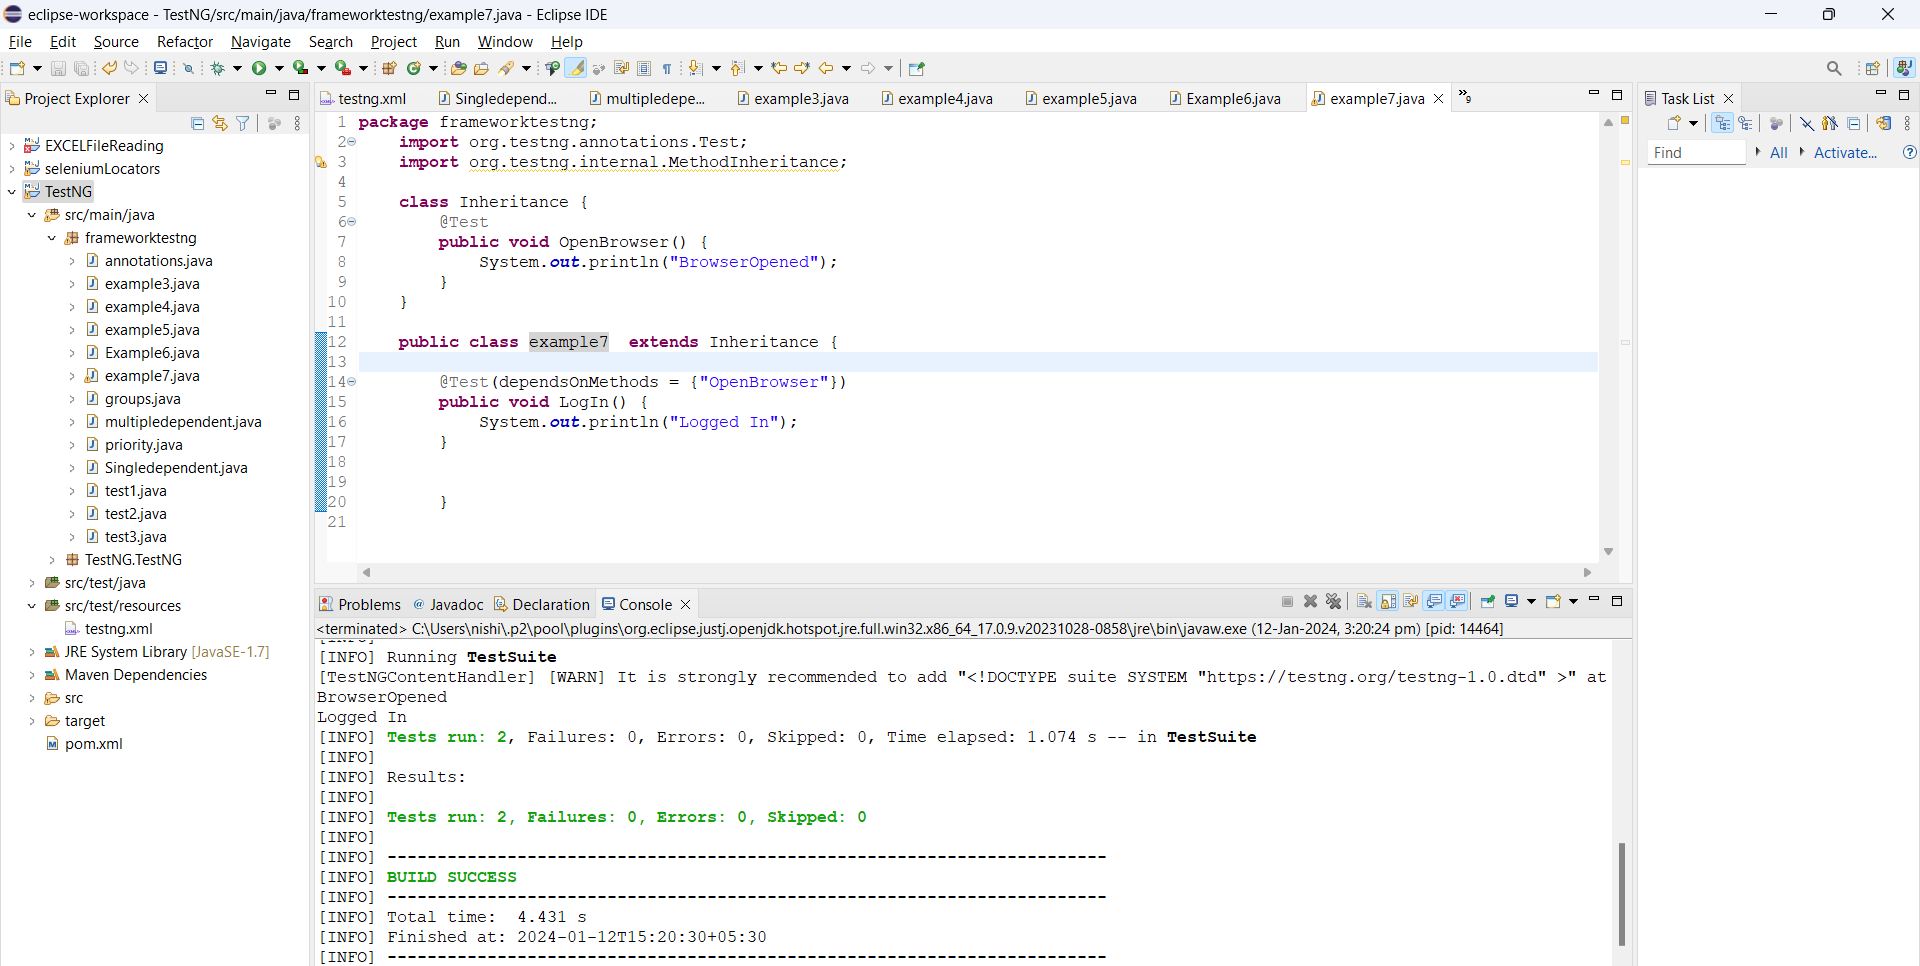 eclipse-workspace - TestNG/src/main/java/frameworktestng/example7.java - Eclipse IDE
File Edit Source Refactor Navigate Search Project Run Window Help
Project Explorer
EXCELFileReading
seleniumLocators
TestNG
src/main/java
frameworktestng
annotations.java
example3.java
example4.java
example5.java
Example6.java
example7.java
groups.java
multipledependent.java
priority.java
Singledependent.java
test1.java
test2.java
test3.java
TestNG.TestNG
src/test/java
src/test/resources
testng.xml
JRE System Library [JavaSE-1.7]
Maven Dependencies
src
target
pom.xml
testng.xml Singledepend... multipledepe... example3.java example4.java example5.java Example6.java example7.java »9
1 package frameworktestng;
2 import org.testng.annotations.Test;
3 import org.testng.internal.MethodInheritance;
4
5 class Inheritance {
6 @Test
7 public void OpenBrowser() {
8 System.out.println("BrowserOpened");
9 }
10 }
11
12 public class example7 extends Inheritance {
13
14 @Test(dependsOnMethods = {"OpenBrowser"})
15 public void LogIn() {
16 System.out.println("Logged In");
17 }
18
19
20 }
21
Problems @ Javadoc Declaration Console
<terminated> C:\Users\nishi\.p2\pool\plugins\org.eclipse.justj.openjdk.hotspot.jre.full.win32.x86_64_17.0.9.v20231028-0858\jre\bin\javaw.exe (12-Jan-2024, 3:20:24 pm) [pid: 14464]
[INFO] Running TestSuite
[TestNGContentHandler] [WARN] It is strongly recommended to add "<!DOCTYPE suite SYSTEM "https://testng.org/testng-1.0.dtd" >" at
BrowserOpened
Logged In
[INFO] Tests run: 2, Failures: 0, Errors: 0, Skipped: 0, Time elapsed: 1.074 s -- in TestSuite
[INFO]
[INFO] Results:
[INFO]
[INFO] Tests run: 2, Failures: 0, Errors: 0, Skipped: 0
[INFO]
[INFO] ------------------------------------------------------------------------
[INFO] BUILD SUCCESS
[INFO] ------------------------------------------------------------------------
[INFO] Total time: 4.431 s
[INFO] Finished at: 2024-01-12T15:20:30+05:30
[INFO] ------------------------------------------------------------------------
Task List
Find All Activate...